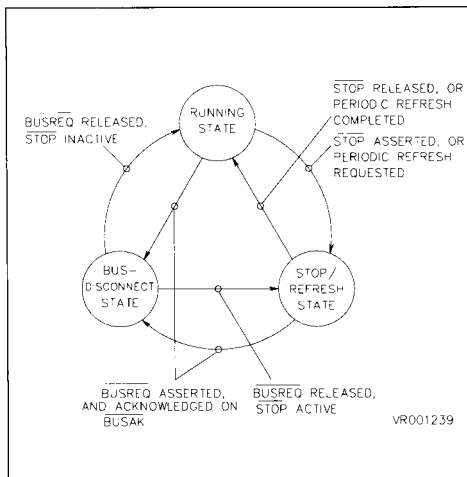 RUNNING
STATE
BUSREQ RELEASED,
STOP INACTIVE
STOP RELEASED, OR
PERIODIC REFRESH
COMPLETED
STOP ASSERTED, OR
PERIODIC REFRESH
REQUESTED
BUS-
DISCONNECT
STATE
STOP/
REFRESH
STATE
BUSREQ ASSERTED,
AND ACKNOWLEDGED ON
BUSAK
BUSREQ RELEASED,
STOP ACTIVE
VR001239